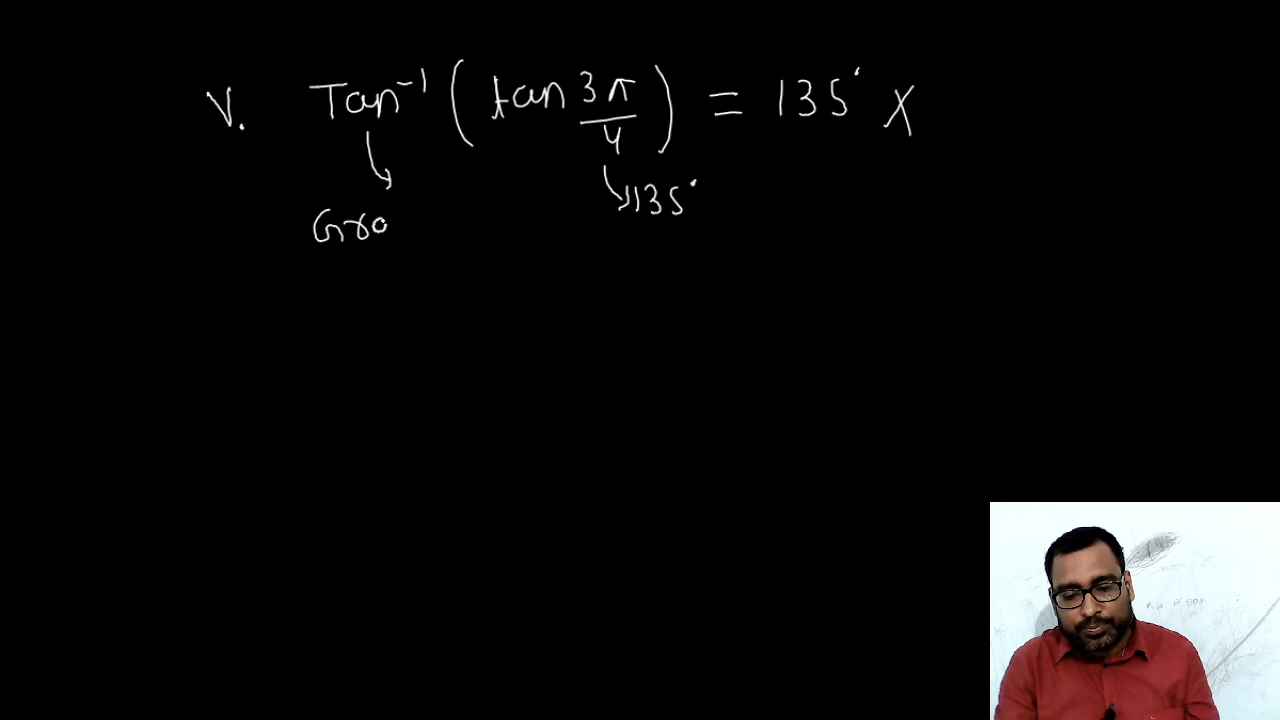 V. Tan⁻¹ (tan 3π/4) = 135° X
↳135°
Gro